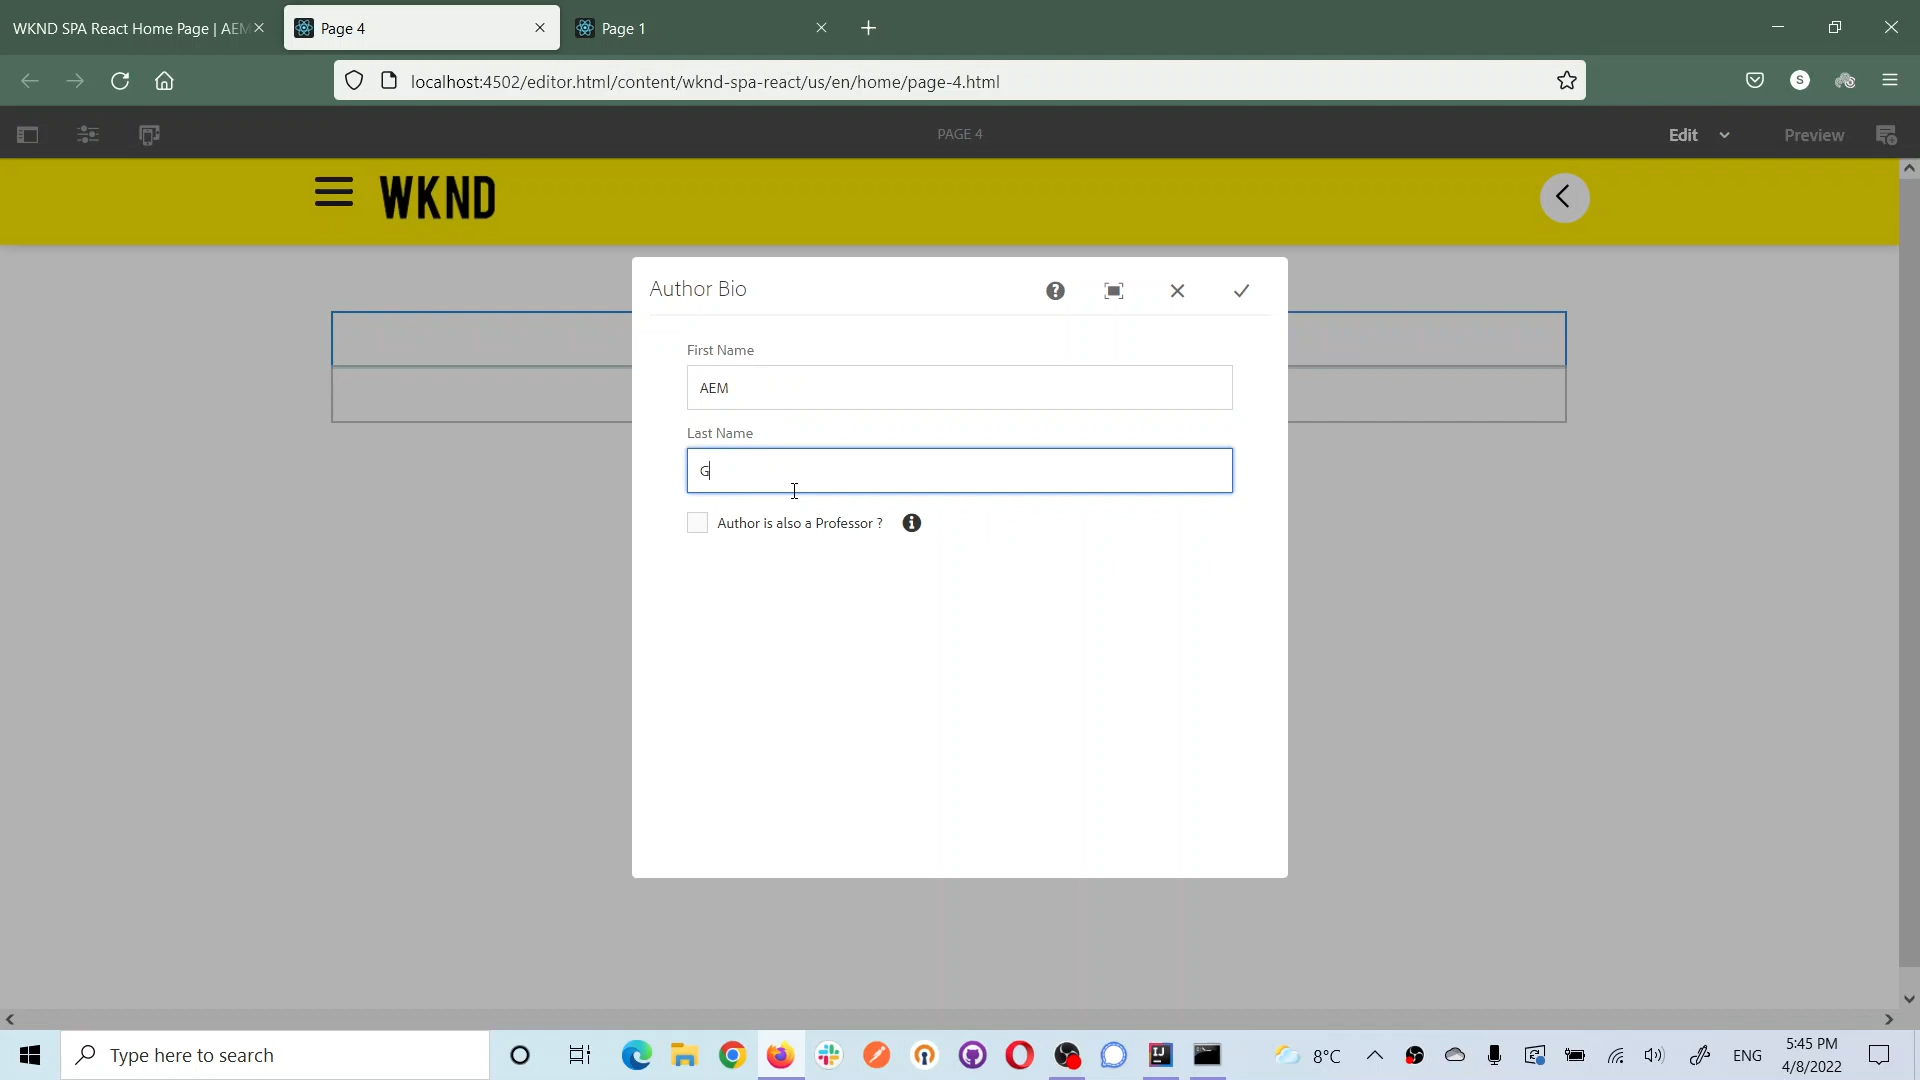 WKND SPA React Home Page | AEM
Page 4
Page 1
localhost:4502/editor.html/content/wknd-spa-react/us/en/home/page-4.html
S
PAGE 4
Edit
Preview
WKND
Author Bio
First Name
AEM
Last Name
G
Author is also a Professor ?
Type here to search
8°C
ENG
5:45 PM
4/8/2022